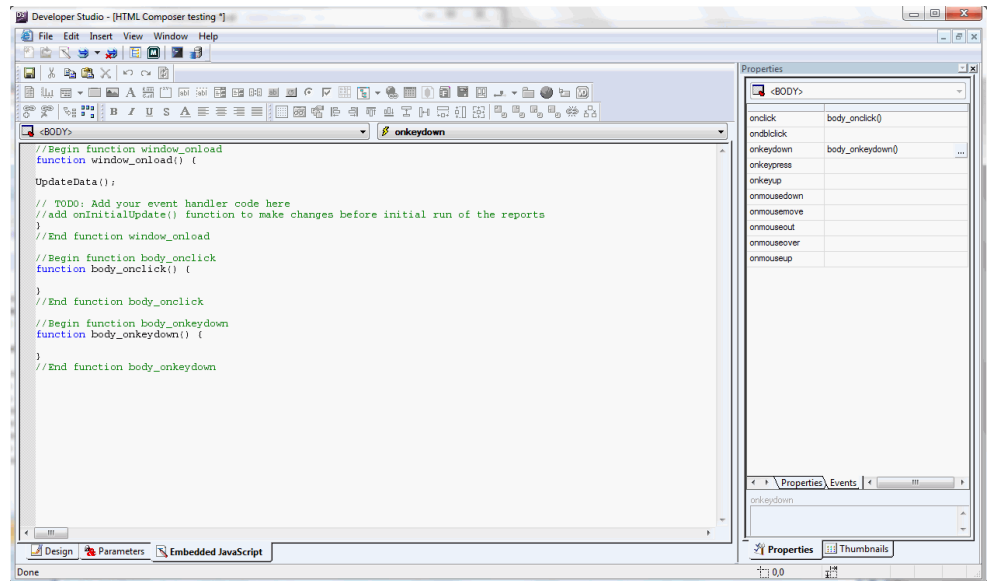 Developer Studio - [HTML Composer testing *]
File Edit Insert View Window Help
<BODY>
onkeydown
//Begin function window_onload
function window_onload() {
UpdateData();
// TODO: Add your event handler code here
//add onInitialUpdate() function to make changes before initial run of the reports
}
//End function window_onload
//Begin function body_onclick
function body_onclick() {
}
//End function body_onclick
//Begin function body_onkeydown
function body_onkeydown() {
}
//End function body_onkeydown
Design Parameters Embedded JavaScript
Properties
<BODY>
onclick body_onclick()
ondblclick
onkeydown body_onkeydown() ...
onkeypress
onkeyup
onmousedown
onmousemove
onmouseout
onmouseover
onmouseup
Properties Events
onkeydown
Properties Thumbnails
Done
0,0